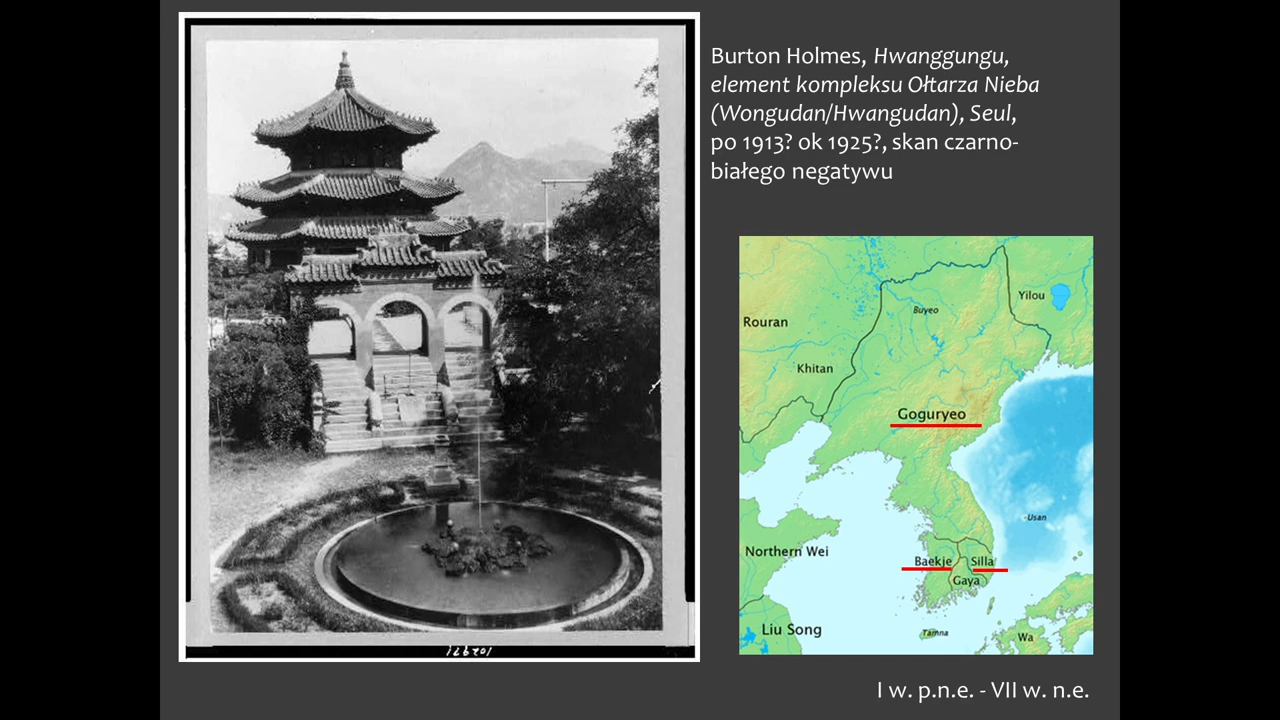 Burton Holmes, Hwanggungu,
element kompleksu Ołtarza Nieba
(Wongudan/Hwangudan), Seul,
po 1913? ok 1925?, skan czarno-
białego negatywu
Yilou
Buyeo
Rouran
Khitan
Goguryeo
Usan
Northern Wei
Baekje
Silla
Gaya
Liu Song
Tamna
Wa
I w. p.n.e. - VII w. n.e.